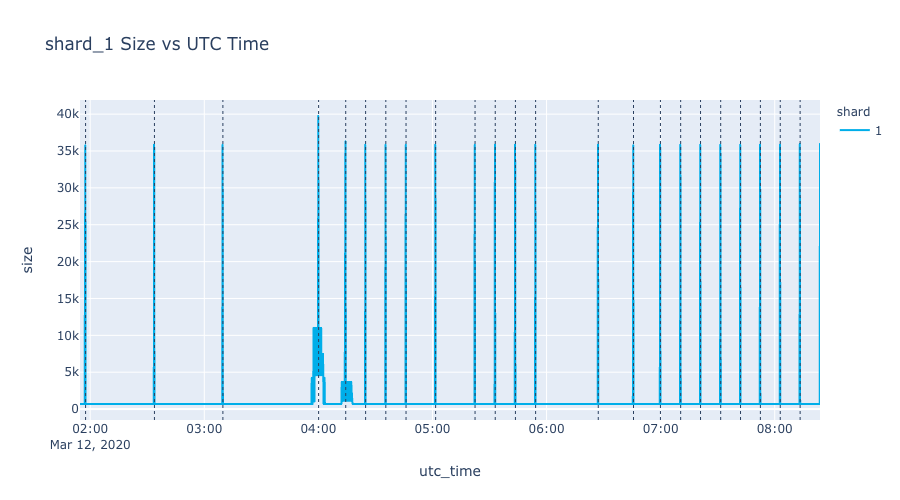 shard_1 Size vs UTC Time
shard
1
40k
35k
30k
25k
20k
15k
10k
5k
0
size
02:00 03:00 04:00 05:00 06:00 07:00 08:00
Mar 12, 2020
utc_time